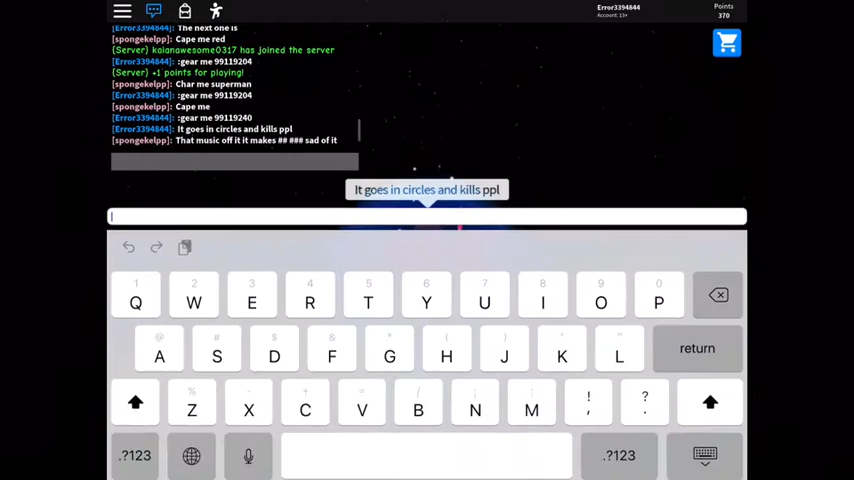 Error3394844
Account: 13+
Points
370
[Error3394844]: The next one is
[spongekelpp]: Cape me red
{Server} kaianawesome0317 has joined the server
[Error3394844]: :gear me 99119204
{Server} +1 points for playing!
[spongekelpp]: Char me superman
[Error3394844]: :gear me 99119204
[spongekelpp]: Cape me
[Error3394844]: :gear me 99119240
[Error3394844]: It goes in circles and kills ppl
[spongekelpp]: That music off it it makes ## ### sad of it
It goes in circles and kills ppl
1 2 3 4 5 6 7 8 9 0
Q W E R T Y U I O P
@ # $ & * ( ) ' "
A S D F G H J K L return
% - + = / ; :
Z X C V B N M ! , ? .
.?123 .?123